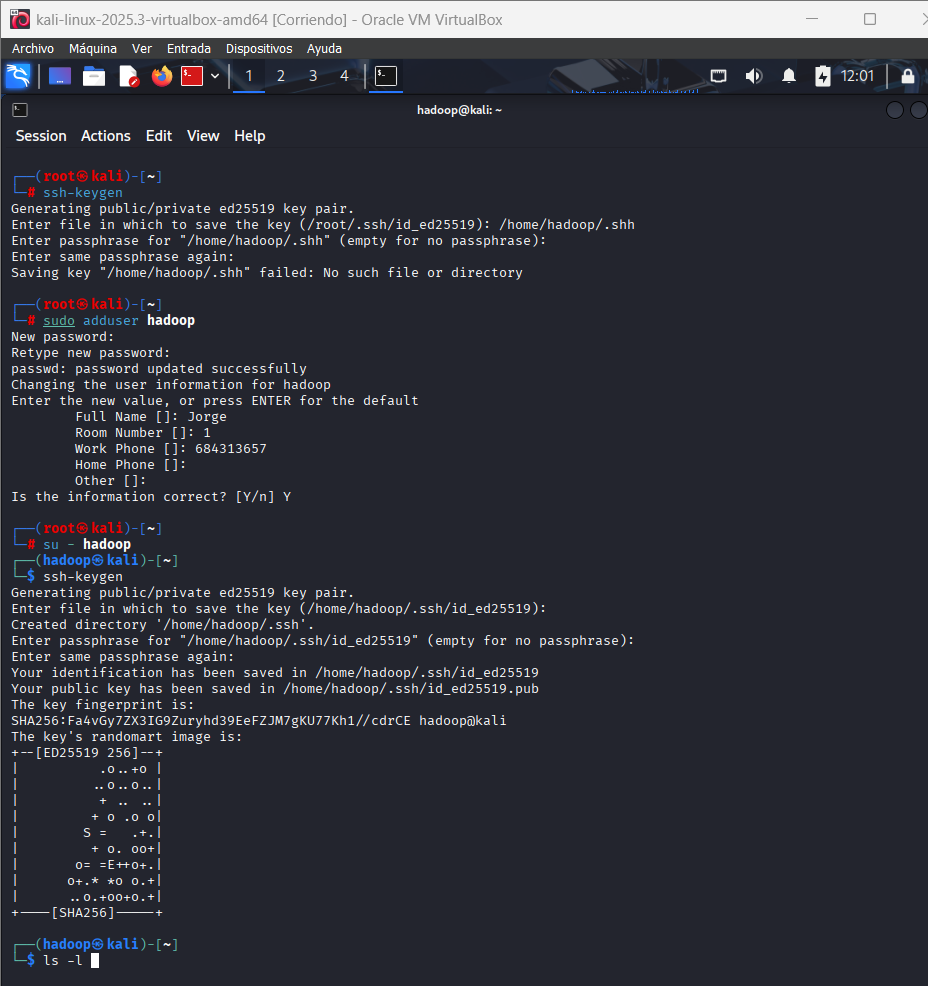 kali-linux-2025.3-virtualbox-amd64 [Corriendo] - Oracle VM VirtualBox
Archivo Máquina Ver Entrada Dispositivos Ayuda
1 2 3 4 12:01
hadoop@kali: ~
Session Actions Edit View Help
┌──(root㉿kali)-[~]
└─# ssh-keygen
Generating public/private ed25519 key pair.
Enter file in which to save the key (/root/.ssh/id_ed25519): /home/hadoop/.shh
Enter passphrase for "/home/hadoop/.shh" (empty for no passphrase):
Enter same passphrase again:
Saving key "/home/hadoop/.shh" failed: No such file or directory
┌──(root㉿kali)-[~]
└─# sudo adduser hadoop
New password:
Retype new password:
passwd: password updated successfully
Changing the user information for hadoop
Enter the new value, or press ENTER for the default
Full Name []: Jorge
Room Number []: 1
Work Phone []: 684313657
Home Phone []:
Other []:
Is the information correct? [Y/n] Y
┌──(root㉿kali)-[~]
└─# su - hadoop
┌──(hadoop㉿kali)-[~]
└─$ ssh-keygen
Generating public/private ed25519 key pair.
Enter file in which to save the key (/home/hadoop/.ssh/id_ed25519):
Created directory '/home/hadoop/.ssh'.
Enter passphrase for "/home/hadoop/.ssh/id_ed25519" (empty for no passphrase):
Enter same passphrase again:
Your identification has been saved in /home/hadoop/.ssh/id_ed25519
Your public key has been saved in /home/hadoop/.ssh/id_ed25519.pub
The key fingerprint is:
SHA256:Fa4vGy7ZX3IG9Zuryhd39EeFZJM7gKU77Kh1//cdrCE hadoop@kali
The key's randomart image is:
+--[ED25519 256]--+
|          .o..+o |
|         ..o..o..|
|          + ..  ..|
|         + o .o o|
|        S =   .+.|
|         + o. oo+|
|       o= =E++o+.|
|      o+.* *o o.+|
|       ..o.+oo+o.+|
+----[SHA256]-----+
┌──(hadoop㉿kali)-[~]
└─$ ls -l